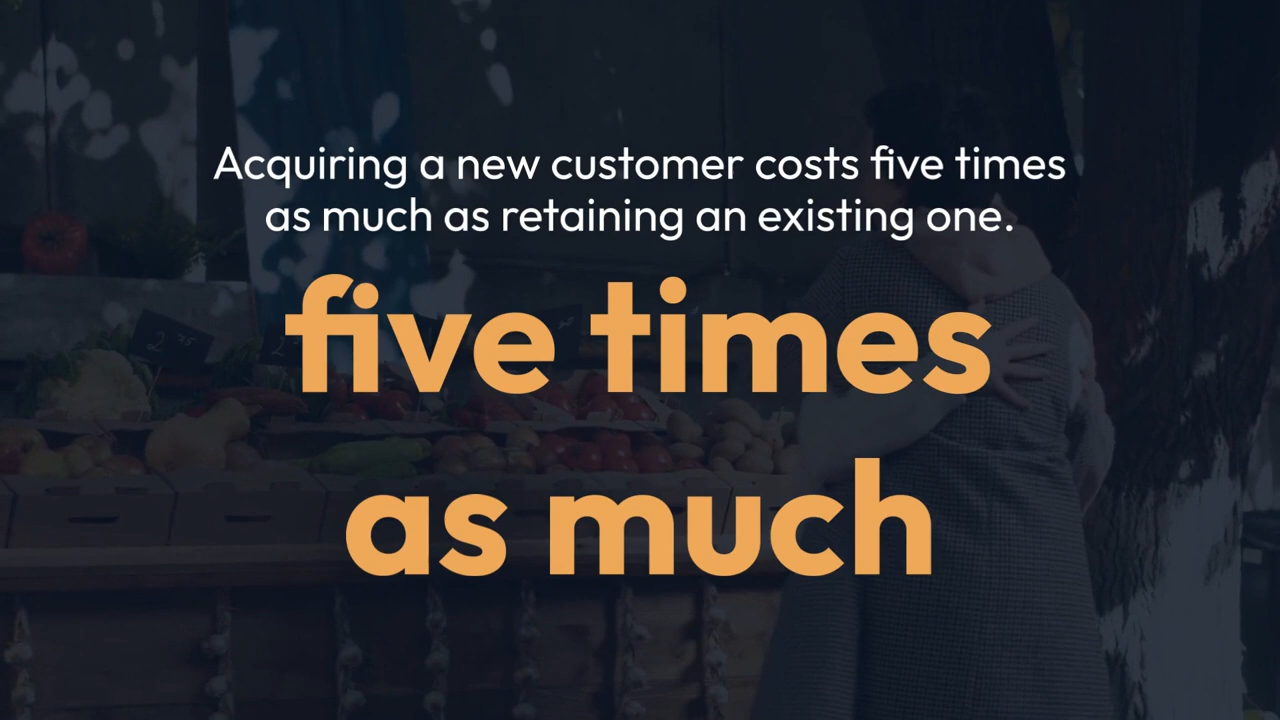 Acquiring a new customer costs five times
as much as retaining an existing one.
five times
as much